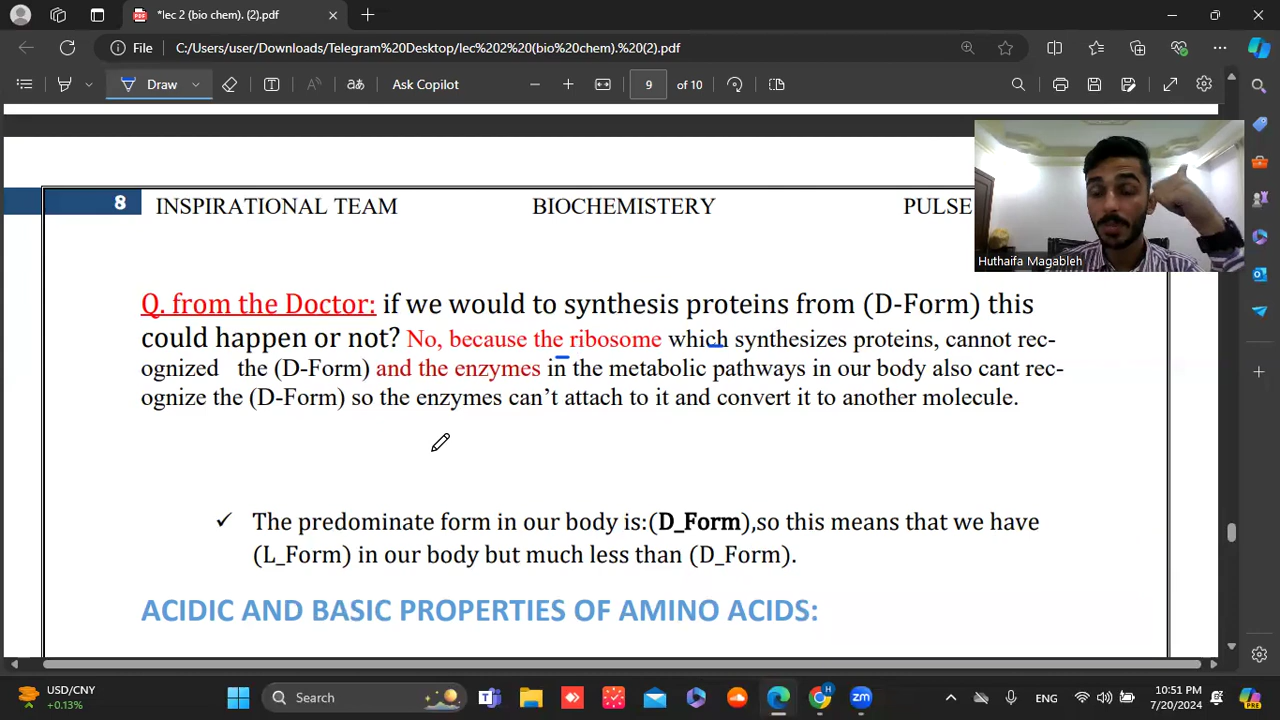 *lec 2 (bio chem). (2).pdf
File
C:/Users/user/Downloads/Telegram%20Desktop/lec%202%20(bio%20chem).%20(2).pdf
Draw
aあ
Ask Copilot
9 of 10
8 INSPIRATIONAL TEAM BIOCHEMISTERY PULSE
Huthaifa Magableh
Q. from the Doctor: if we would to synthesis proteins from (D-Form) this
could happen or not? No, because the ribosome which synthesizes proteins, cannot rec-
ognized the (D-Form) and the enzymes in the metabolic pathways in our body also cant rec-
ognize the (D-Form) so the enzymes can't attach to it and convert it to another molecule.
✓ The predominate form in our body is:(D_Form),so this means that we have
(L_Form) in our body but much less than (D_Form).
ACIDIC AND BASIC PROPERTIES OF AMINO ACIDS:
USD/CNY
+0.13%
Search
zm
ENG
10:51 PM
7/20/2024
PRE